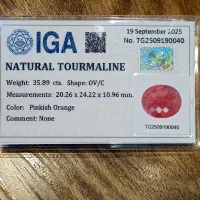 IGA
19 September 2025
No. TG2509190040
NATURAL TOURMALINE
Weight: 35.89 cts. Shape: OV/C
Measurements: 20.26 x 24.22 x 10.96 mm.
Color: Pinkish Orange
Comment: None
TG2509190040